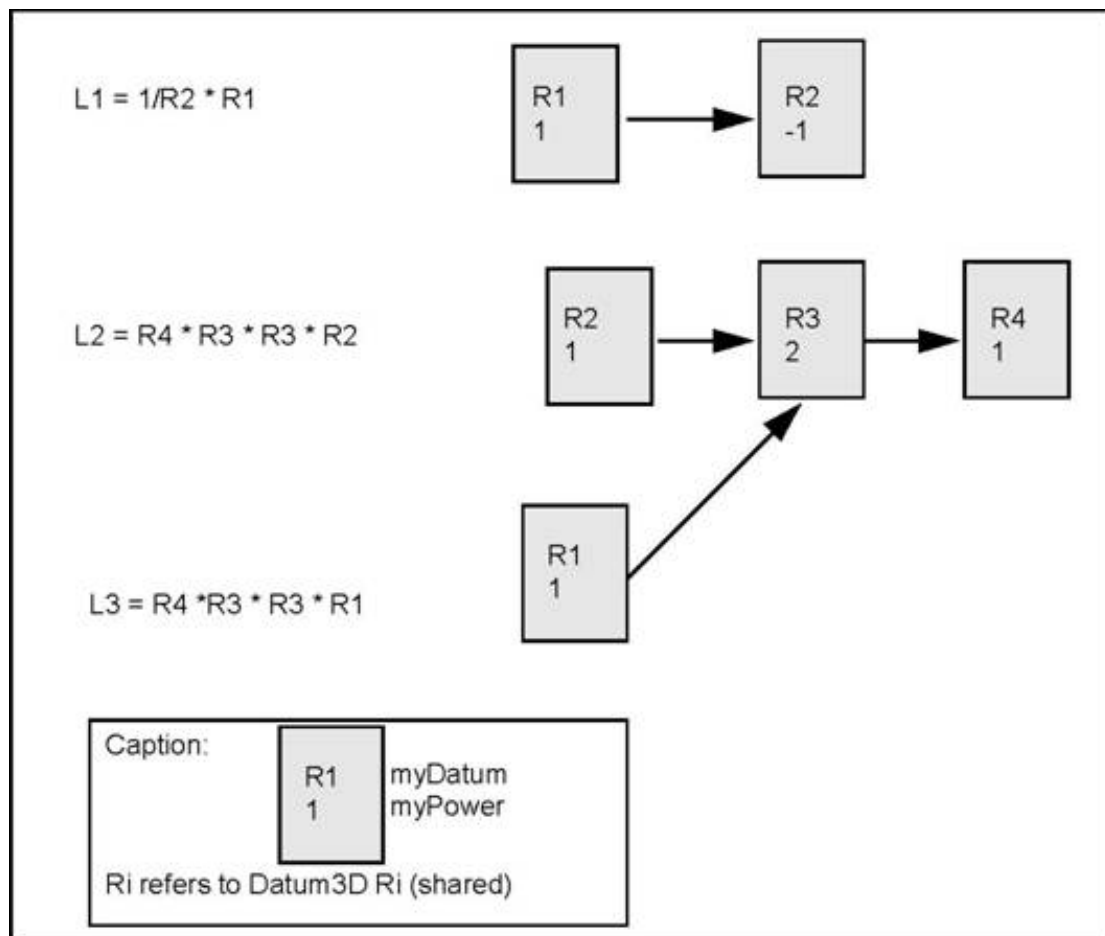 L1 = 1/R2 * R1
R1
1
R2
-1
L2 = R4 * R3 * R3 * R2
R2
1
R3
2
R4
1
R1
1
L3 = R4 *R3 * R3 * R1
Caption:
R1
1
myDatum
myPower
Ri refers to Datum3D Ri (shared)